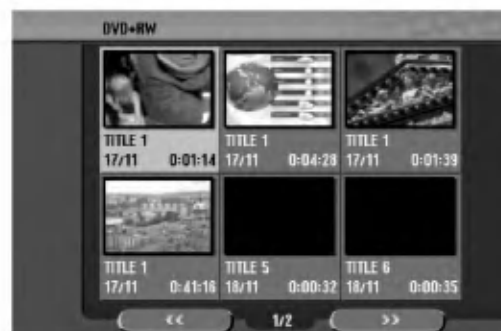 DVD+RW
TITLE 1 TITLE 1 TITLE 1
17/11 0:01:14 17/11 0:04:28 17/11 0:01:39
TITLE 1 TITLE 5 TITLE 6
17/11 0:41:16 18/11 0:00:32 18/11 0:00:35
<< 1/2 >>